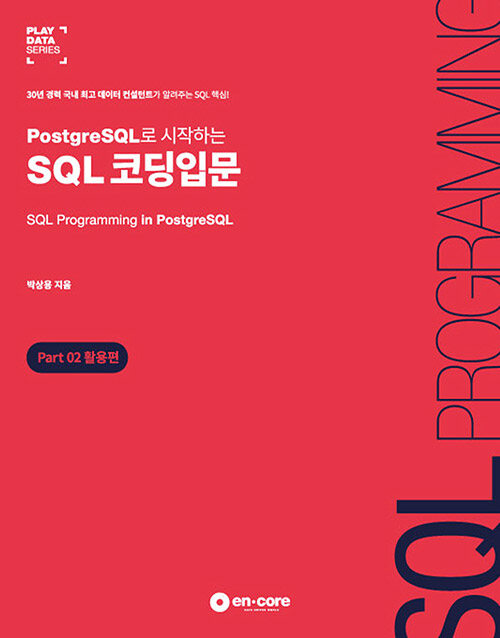 PLAY
DATA
SERIES
30년 경력 국내 최고 데이터 컨설턴트가 알려주는 SQL 핵심!
PostgreSQL로 시작하는
SQL 코딩입문
SQL Programming in PostgreSQL
박상용 지음
Part 02 활용편
SQL PROGRAMMING
en·core